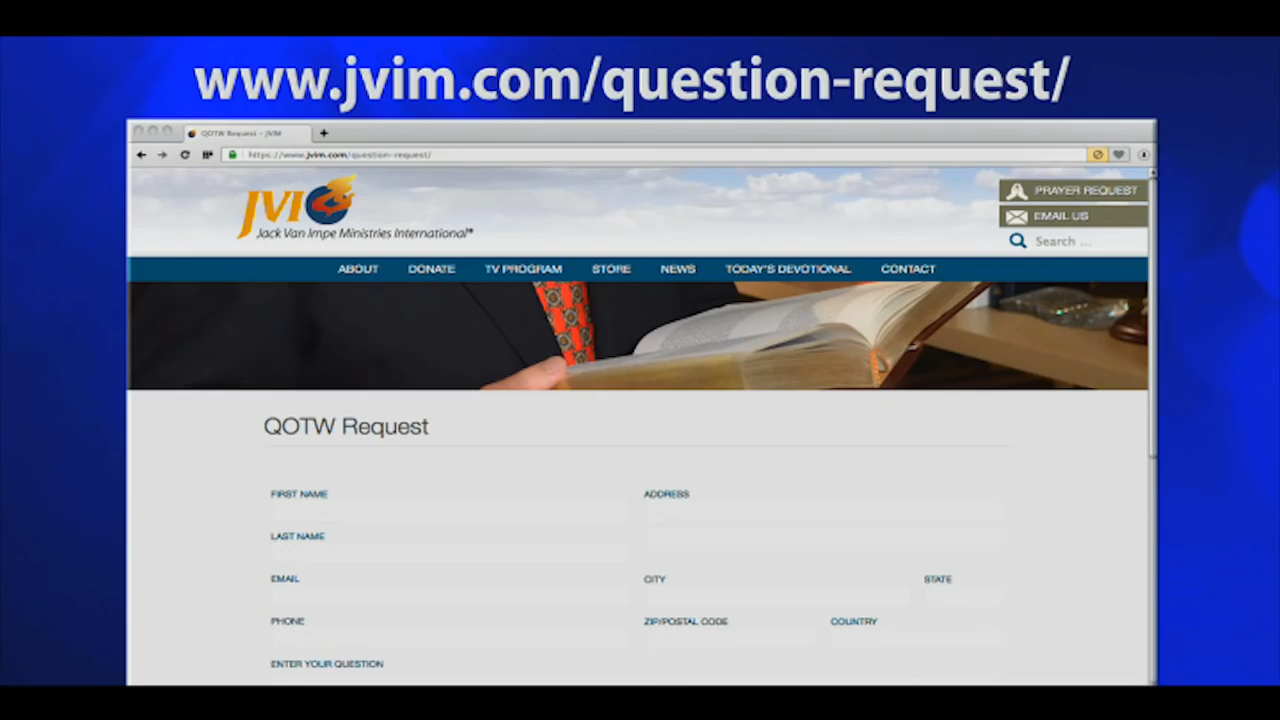 www.jvim.com/question-request/
QOTW Request - JVIM
https://www.jvim.com/question-request/
JVI
Jack Van Impe Ministries International®
PRAYER REQUEST
EMAIL US
Search ...
ABOUT DONATE TV PROGRAM STORE NEWS TODAY'S DEVOTIONAL CONTACT
QOTW Request
FIRST NAME ADDRESS
LAST NAME
EMAIL CITY STATE
PHONE ZIP/POSTAL CODE COUNTRY
ENTER YOUR QUESTION